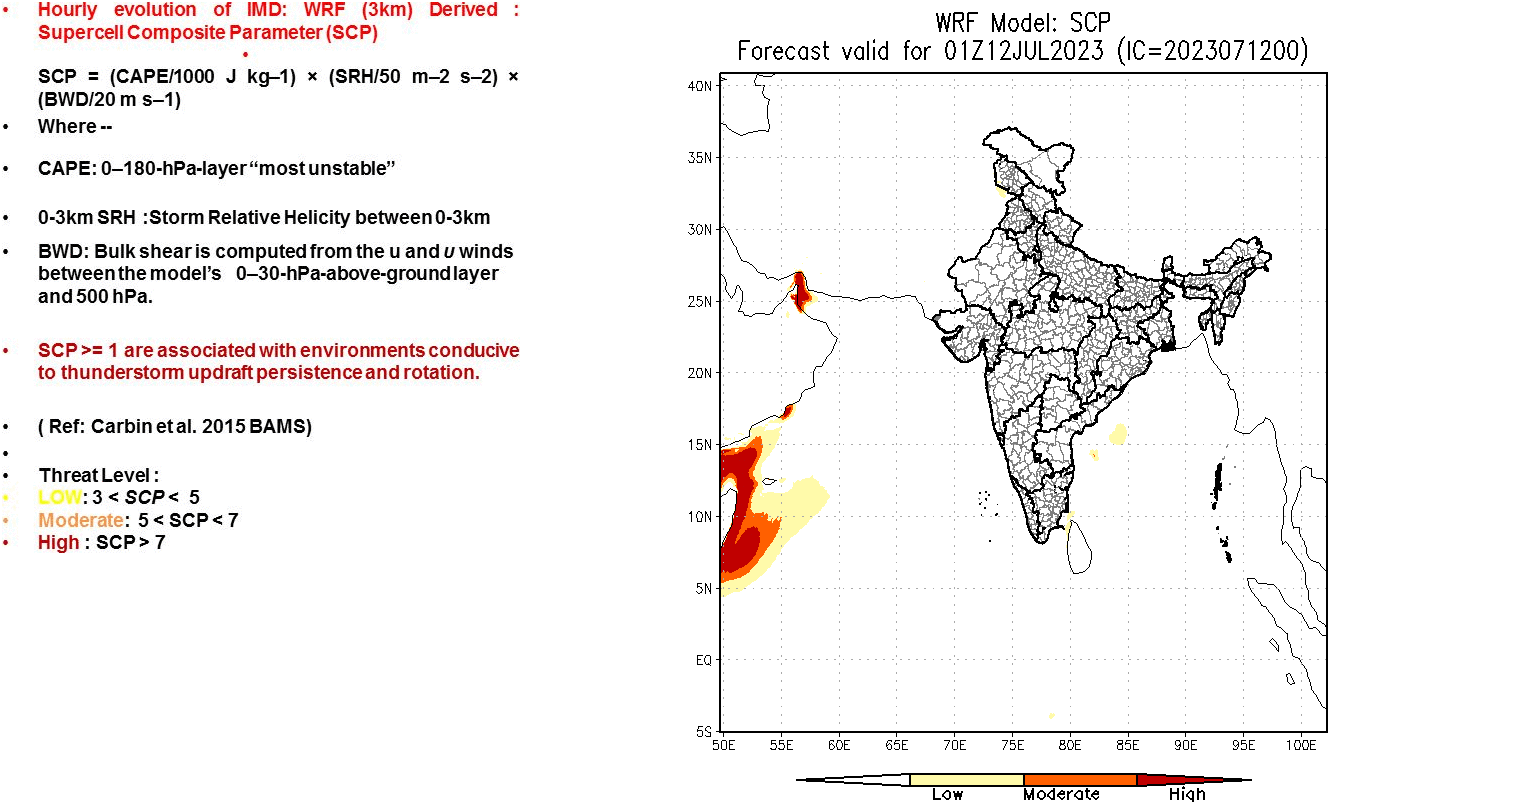 Hourly evolution of IMD: WRF (3km) Derived :
Supercell Composite Parameter (SCP)
SCP = (CAPE/1000 J kg–1) × (SRH/50 m–2 s–2) ×
(BWD/20 m s–1)
Where --
CAPE: 0–180-hPa-layer “most unstable”
0-3km SRH :Storm Relative Helicity between 0-3km
BWD: Bulk shear is computed from the u and υ winds
between the model’s 0–30-hPa-above-ground layer
and 500 hPa.
SCP >= 1 are associated with environments conducive
to thunderstorm updraft persistence and rotation.
( Ref: Carbin et al. 2015 BAMS)
Threat Level :
LOW: 3 < SCP < 5
Moderate: 5 < SCP < 7
High : SCP > 7
WRF Model: SCP
Forecast valid for 01Z12JUL2023 (IC=2023071200)
40N
35N
30N
25N
20N
15N
10N
5N
EQ
5S
50E 55E 60E 65E 70E 75E 80E 85E 90E 95E 100E
Low Moderate High